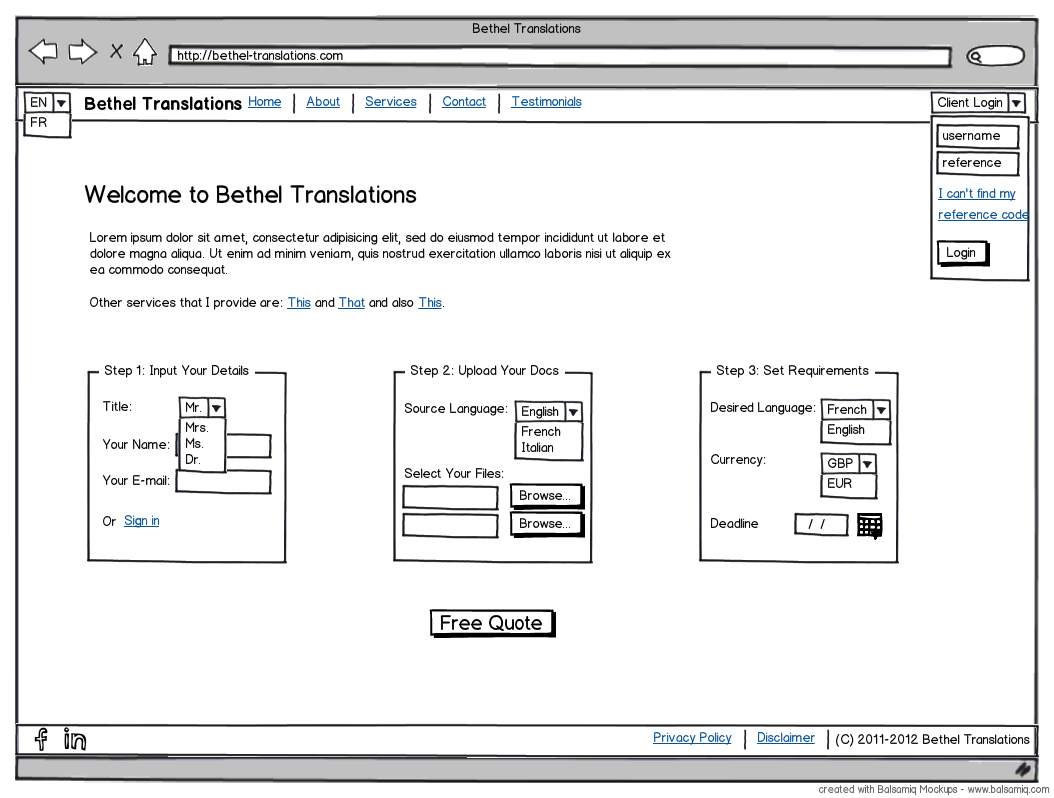 Bethel Translations
http://bethel-translations.com
EN
FR
Bethel Translations Home | About | Services | Contact | Testimonials
Client Login
username
reference
I can't find my
reference code
Login
Welcome to Bethel Translations
Lorem ipsum dolor sit amet, consectetur adipisicing elit, sed do eiusmod tempor incididunt ut labore et
dolore magna aliqua. Ut enim ad minim veniam, quis nostrud exercitation ullamco laboris nisi ut aliquip ex
ea commodo consequat.
Other services that I provide are: This and That and also This.
Step 1: Input Your Details
Title: Mr.
Mrs.
Ms.
Dr.
Your Name:
Your E-mail:
Or Sign in
Step 2: Upload Your Docs
Source Language: English
French
Italian
Select Your Files:
Browse...
Browse...
Step 3: Set Requirements
Desired Language: French
English
Currency: GBP
EUR
Deadline / /
Free Quote
f in
Privacy Policy | Disclaimer | (C) 2011-2012 Bethel Translations
created with Balsamiq Mockups - www.balsamiq.com